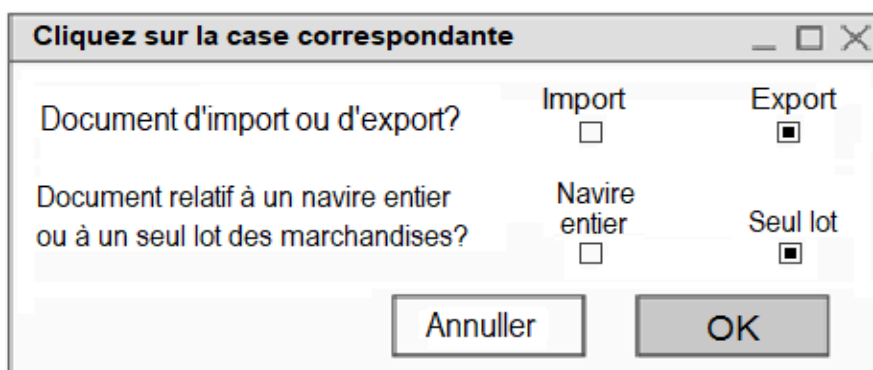 Cliquez sur la case correspondante
Document d'import ou d'export?
Import
Export
Document relatif à un navire entier
ou à un seul lot des marchandises?
Navire
entier
Seul lot
Annuller
OK